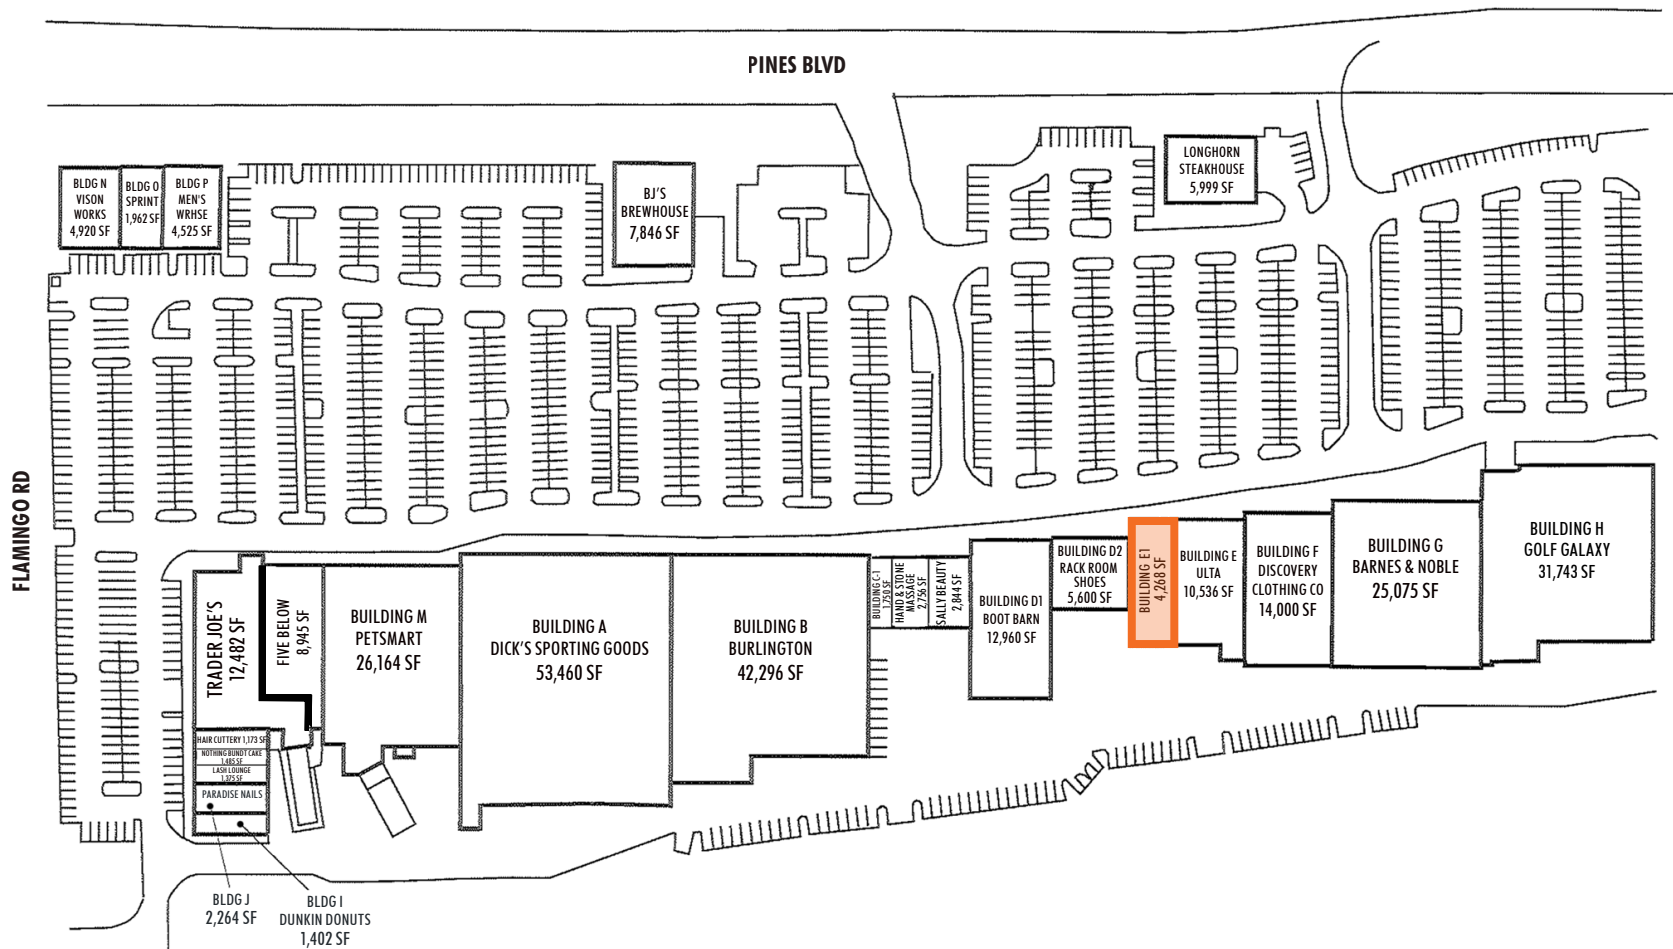 PINES BLVD
FLAMINGO RD
BLDG N
VISON
WORKS
4,920 SF
BLDG O
SPRINT
1,962 SF
BLDG P
MEN'S
WRHSE
4,525 SF
BJ'S
BREWHOUSE
7,846 SF
LONGHORN
STEAKHOUSE
5,999 SF
TRADER JOE'S
12,482 SF
FIVE BELOW
8,945 SF
BUILDING M
PETSMART
26,164 SF
BUILDING A
DICK'S SPORTING GOODS
53,460 SF
BUILDING B
BURLINGTON
42,296 SF
BUILDING C-1
1,750 SF
HAND & STONE
MASSAGE
2,756 SF
SALLY BEAUTY
2,844 SF
BUILDING D1
BOOT BARN
12,960 SF
BUILDING D2
RACK ROOM
SHOES
5,600 SF
BUILDING E1
4,268 SF
BUILDING E
ULTA
10,536 SF
BUILDING F
DISCOVERY
CLOTHING CO
14,000 SF
BUILDING G
BARNES & NOBLE
25,075 SF
BUILDING H
GOLF GALAXY
31,743 SF
HAIR CUTTERY 1,173 SF
NOTHING BUNDT CAKE
1,485 SF
LASH LOUNGE
1,375 SF
PARADISE NAILS
BLDG J
2,264 SF
BLDG I
DUNKIN DONUTS
1,402 SF